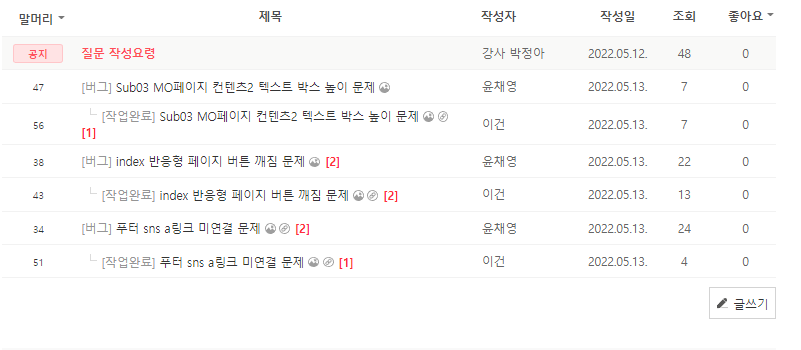 말머리 제목 작성자 작성일 조회 좋아요
공지 질문 작성요령 강사 박정아 2022.05.12. 48 0
47 [버그] Sub03 MO페이지 컨텐츠2 텍스트 박스 높이 문제 윤채영 2022.05.13. 7 0
56 [작업완료] Sub03 MO페이지 컨텐츠2 텍스트 박스 높이 문제 이건 2022.05.13. 7 0
[1]
38 [버그] index 반응형 페이지 버튼 깨짐 문제 [2] 윤채영 2022.05.13. 22 0
43 [작업완료] index 반응형 페이지 버튼 깨짐 문제 [2] 이건 2022.05.13. 13 0
34 [버그] 푸터 sns a링크 미연결 문제 [2] 윤채영 2022.05.13. 24 0
51 [작업완료] 푸터 sns a링크 미연결 문제 [1] 이건 2022.05.13. 4 0
글쓰기